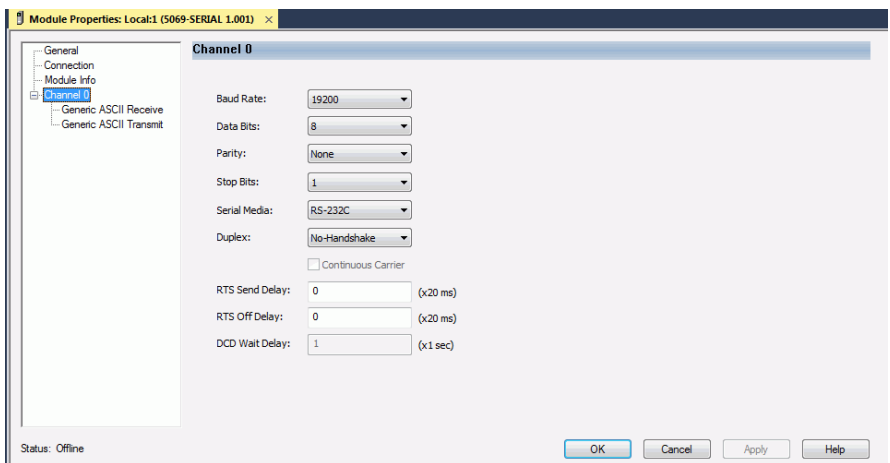 Module Properties: Local:1 (5069-SERIAL 1.001) ×
General
Connection
Module Info
Channel 0
Generic ASCII Receive
Generic ASCII Transmit
Channel 0
Baud Rate: 19200
Data Bits: 8
Parity: None
Stop Bits: 1
Serial Media: RS-232C
Duplex: No-Handshake
Continuous Carrier
RTS Send Delay: 0 (x20 ms)
RTS Off Delay: 0 (x20 ms)
DCD Wait Delay: 1 (x1 sec)
Status: Offline
OK Cancel Apply Help